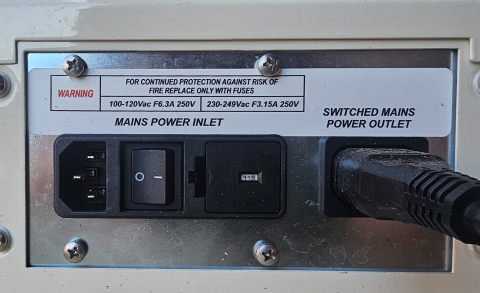 WARNING
FOR CONTINUED PROTECTION AGAINST RISK OF
FIRE REPLACE ONLY WITH FUSES
100-120Vac F6.3A 250V
230-249Vac F3.15A 250V
MAINS POWER INLET
SWITCHED MAINS
POWER OUTLET
115